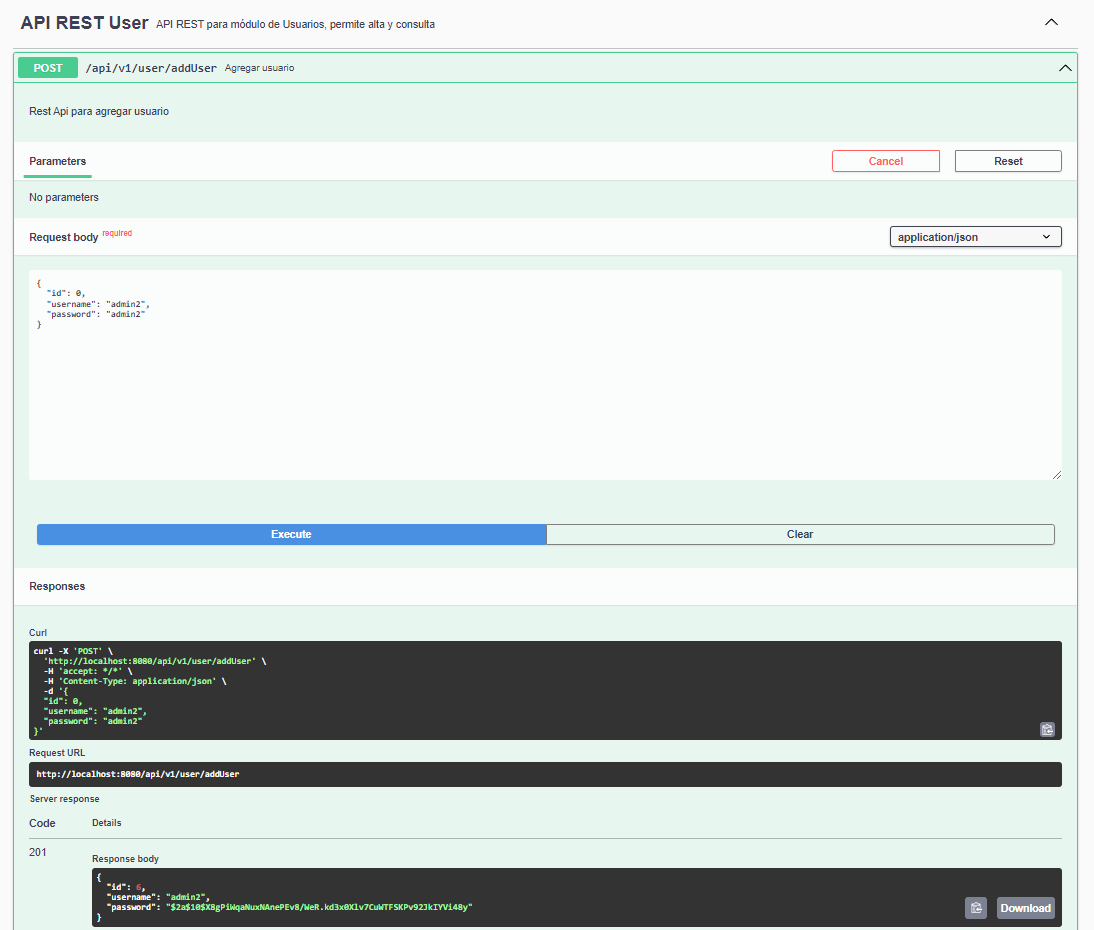 API REST User API REST para módulo de Usuarios, permite alta y consulta
POST /api/v1/user/addUser Agregar usuario
Rest Api para agregar usuario
Parameters
Cancel
Reset
No parameters
Request body required
application/json
{
  "id": 0,
  "username": "admin2",
  "password": "admin2"
}
Execute
Clear
Responses
Curl
curl -X 'POST' \
  'http://localhost:8080/api/v1/user/addUser' \
  -H 'accept: */*' \
  -H 'Content-Type: application/json' \
  -d '{
  "id": 0,
  "username": "admin2",
  "password": "admin2"
}'
Request URL
http://localhost:8080/api/v1/user/addUser
Server response
Code Details
201
Response body
{
  "id": 6,
  "username": "admin2",
  "password": "$2a$10$X8gPiWqaNuxNAnePEv8/WeR.kd3x0Xlv7CuWTFSKPv92JkIYVi48y"
}
Download